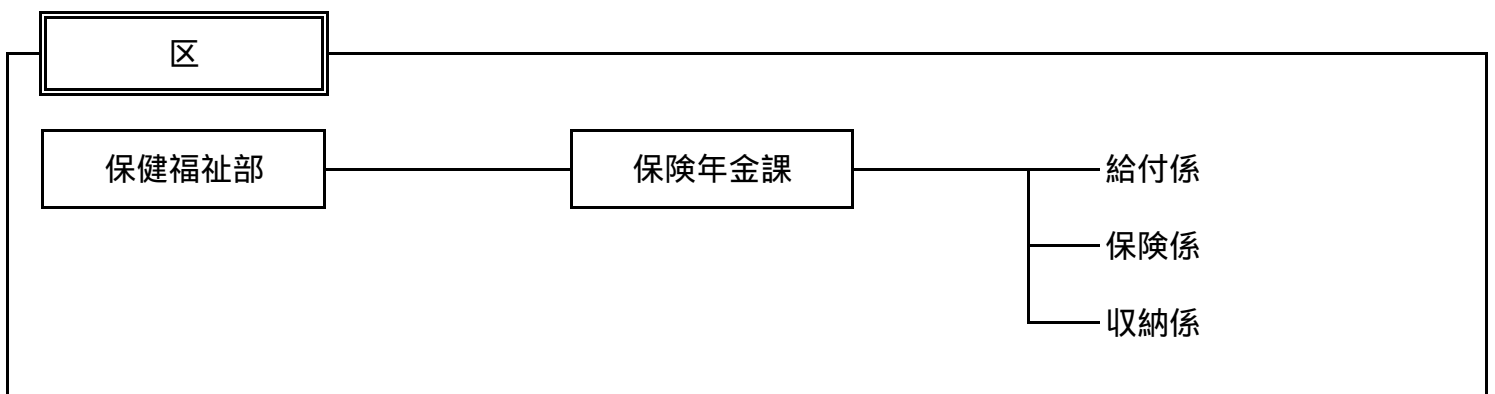 区
保健福祉部
保険年金課
給付係
保険係
収納係